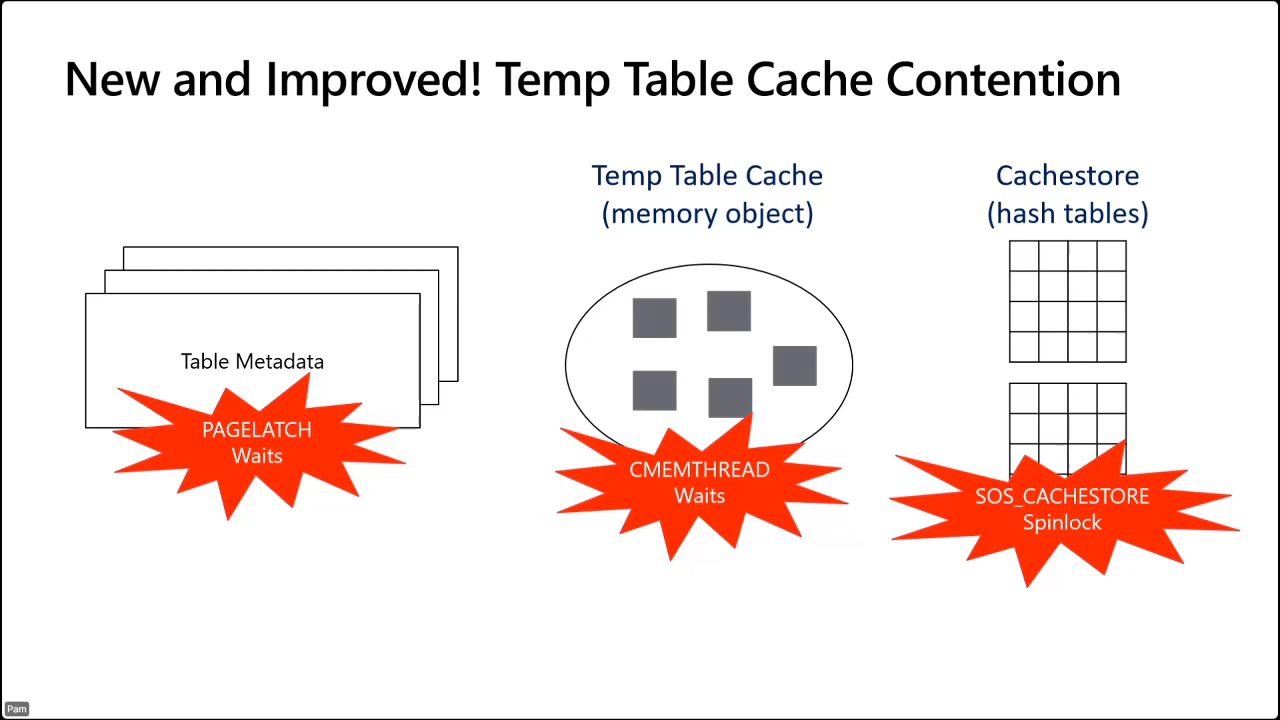 New and Improved! Temp Table Cache Contention
Temp Table Cache
(memory object)
Cachestore
(hash tables)
Table Metadata
PAGELATCH
Waits
CMEMTHREAD
Waits
SOS_CACHESTORE
Spinlock
Pam